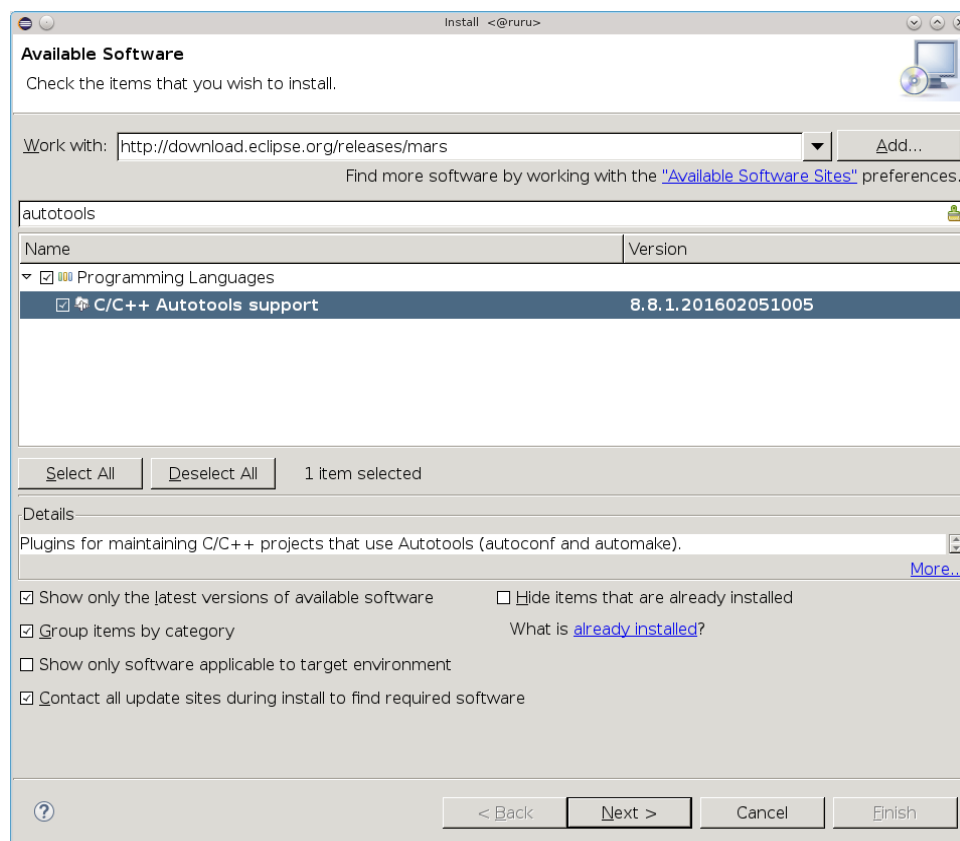 Install <@ruru>
Available Software
Check the items that you wish to install.
Work with: http://download.eclipse.org/releases/mars Add...
Find more software by working with the "Available Software Sites" preferences.
autotools
Name Version
Programming Languages
C/C++ Autotools support 8.8.1.201602051005
Select All Deselect All 1 item selected
Details
Plugins for maintaining C/C++ projects that use Autotools (autoconf and automake).
More..
Show only the latest versions of available software Hide items that are already installed
Group items by category What is already installed?
Show only software applicable to target environment
Contact all update sites during install to find required software
? < Back Next > Cancel Finish